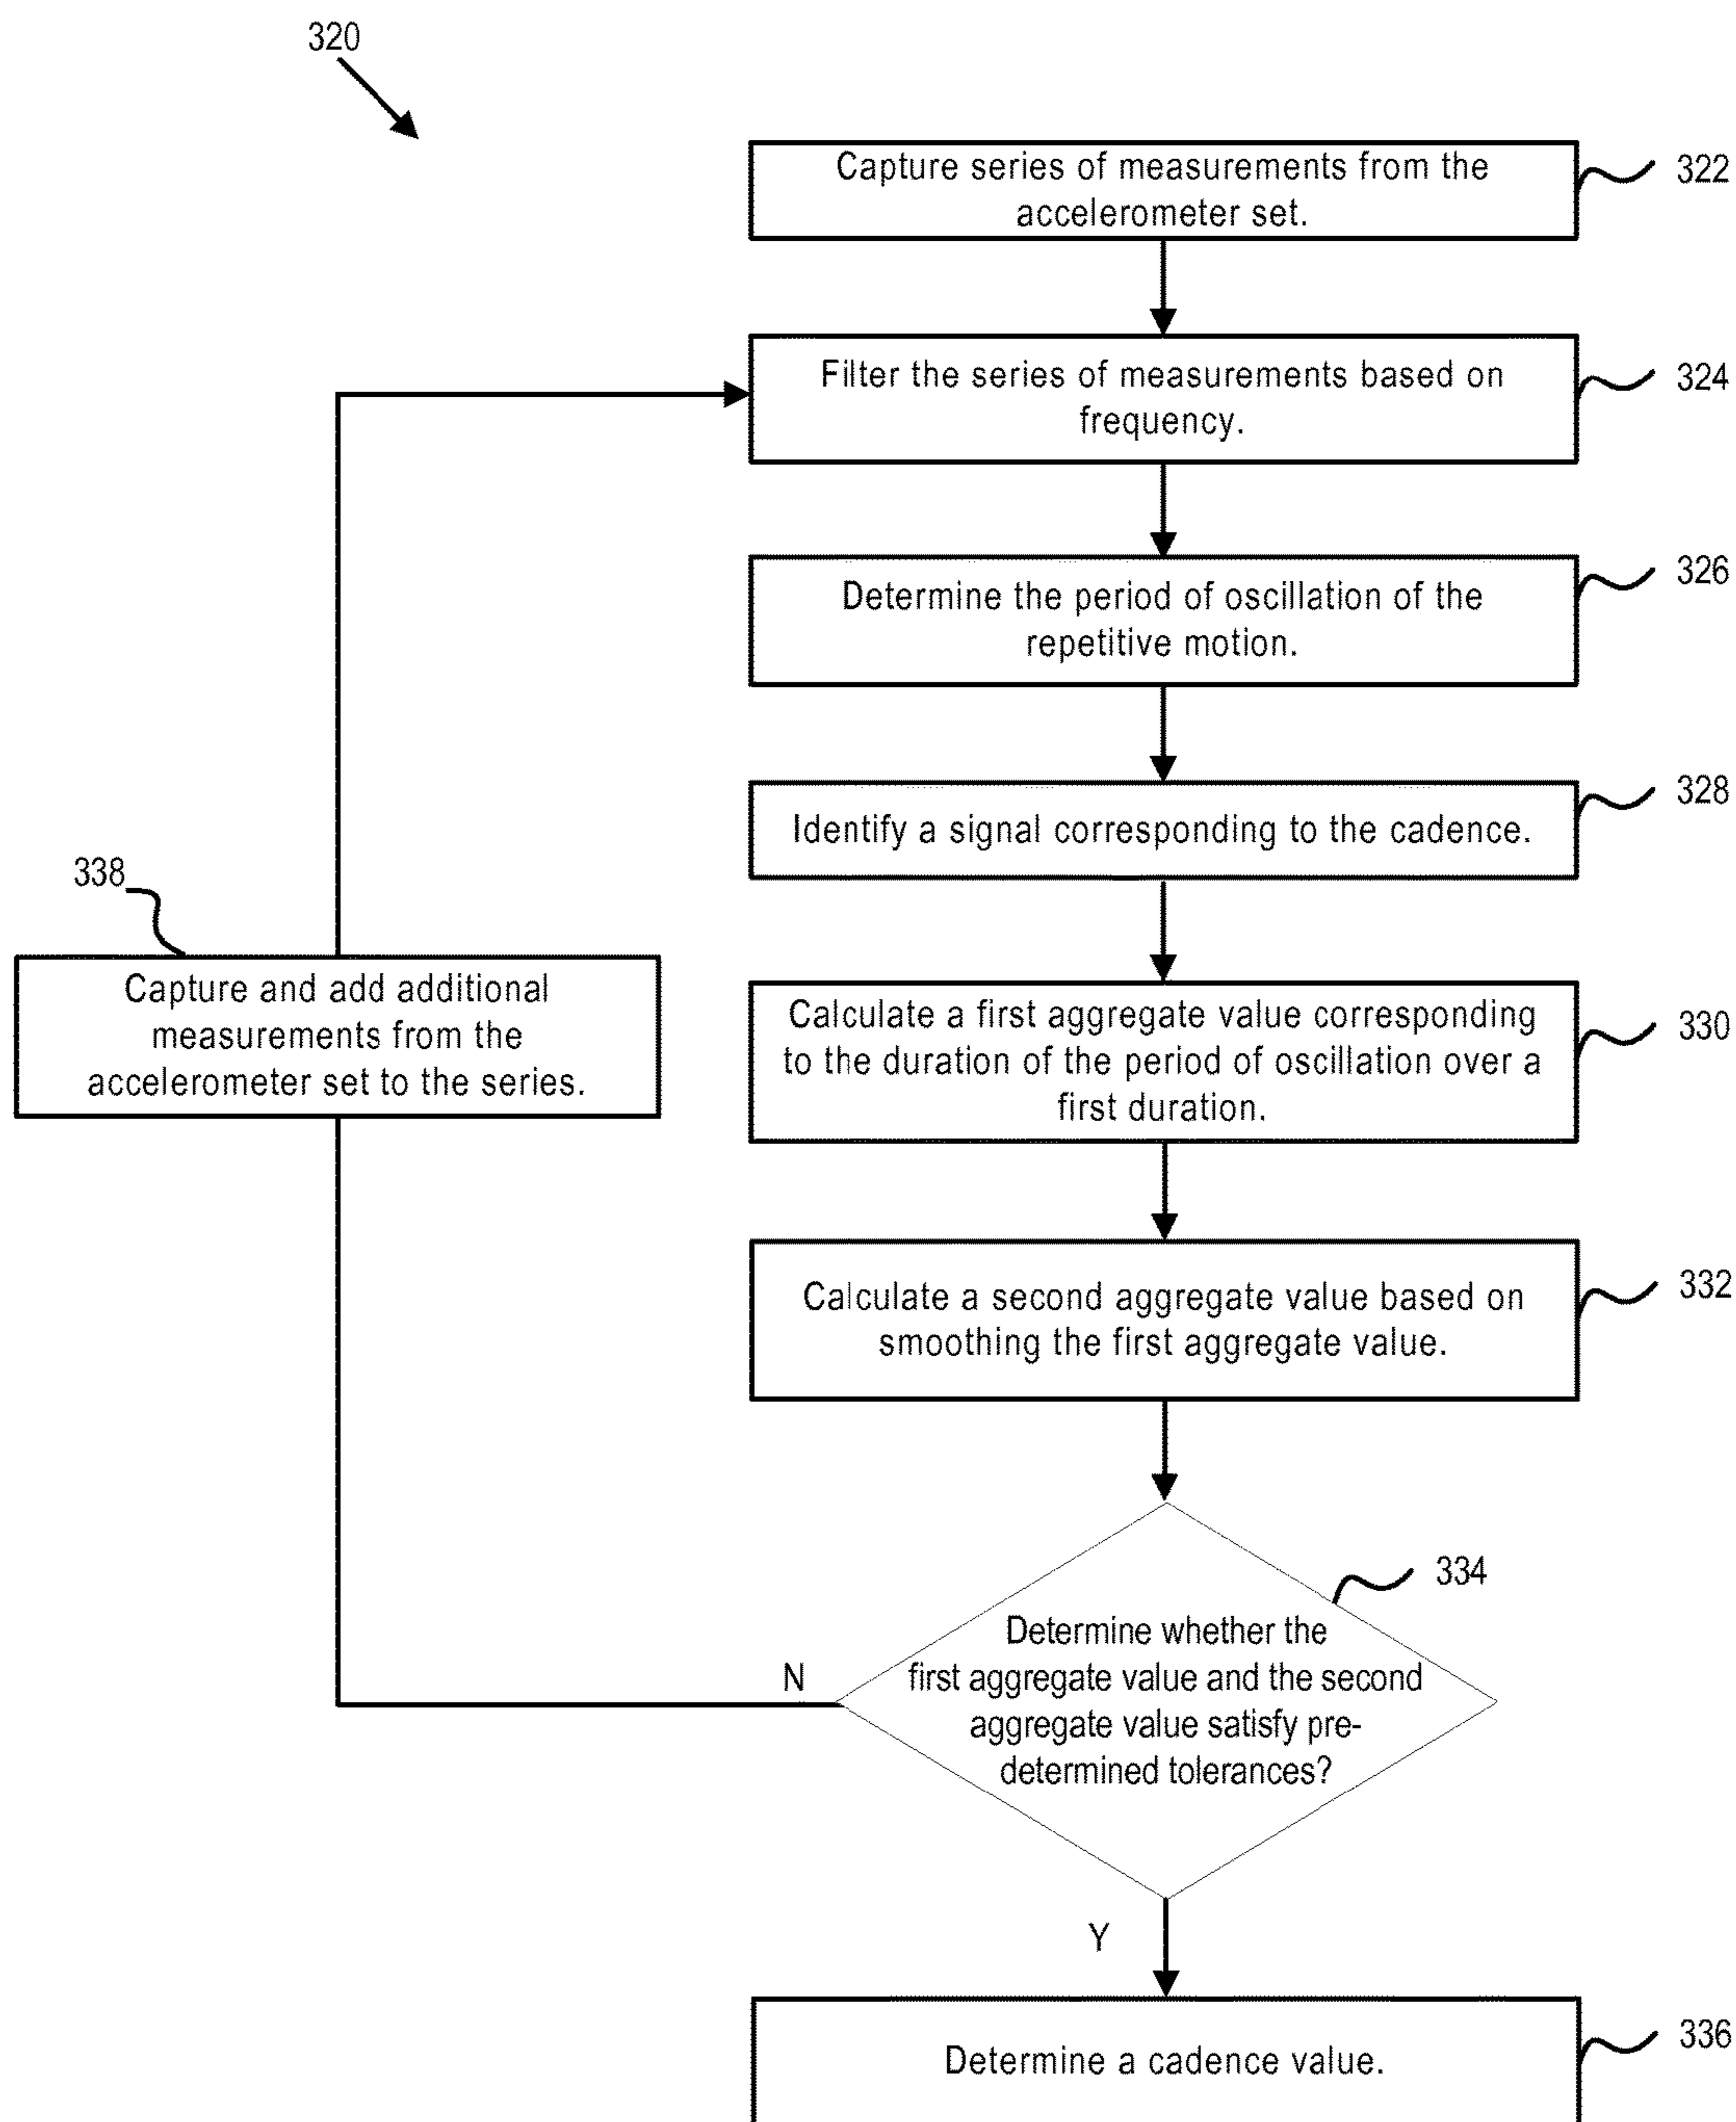 320
Capture series of measurements from the
accelerometer set.
322
Filter the series of measurements based on
frequency.
324
Determine the period of oscillation of the
repetitive motion.
326
Identify a signal corresponding to the cadence.
328
338
Capture and add additional
measurements from the
accelerometer set to the series.
Calculate a first aggregate value corresponding
to the duration of the period of oscillation over a
first duration.
330
Calculate a second aggregate value based on
smoothing the first aggregate value.
332
334
Determine whether the
first aggregate value and the second
aggregate value satisfy pre-
determined tolerances?
N
Y
Determine a cadence value.
336